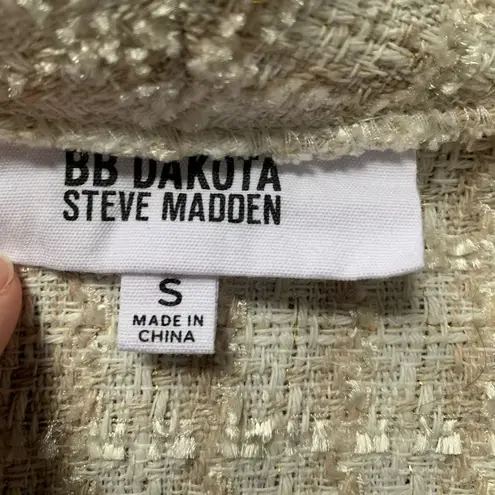 BB DAKOTA
STEVE MADDEN
S
MADE IN
CHINA